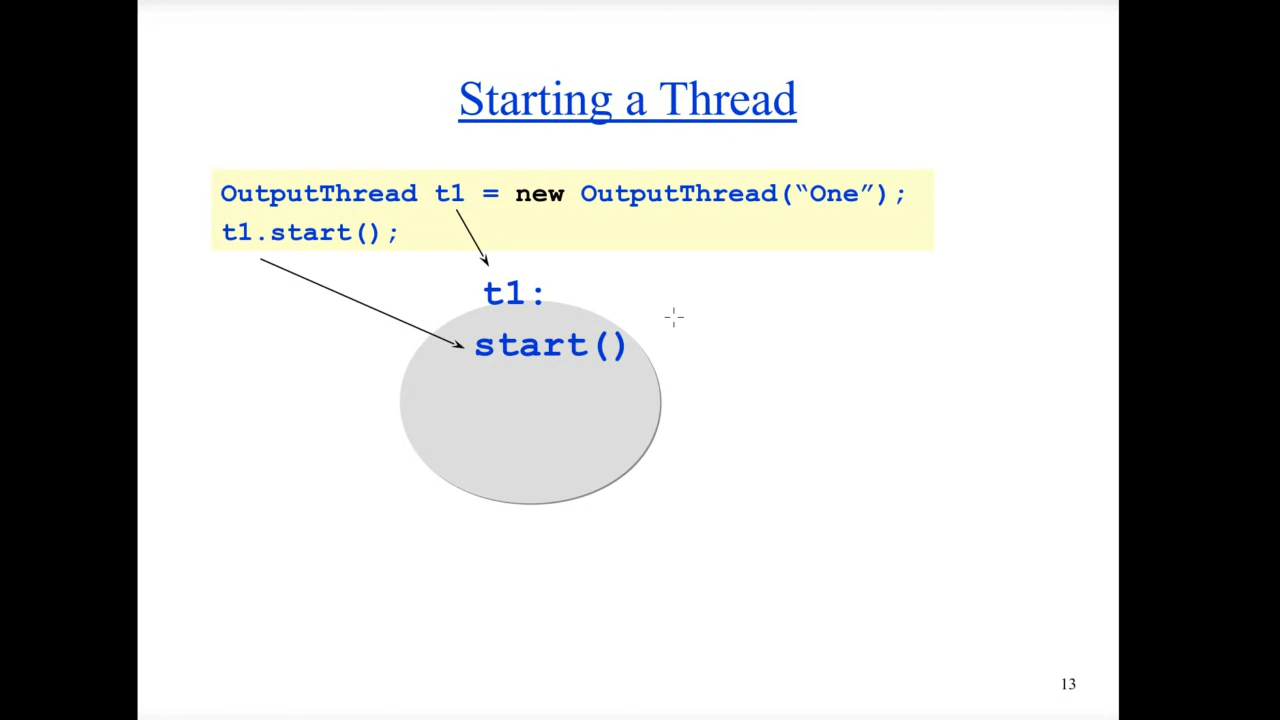 Starting a Thread
OutputThread t1 = new OutputThread(“One”);
t1.start();
t1:
start()
13